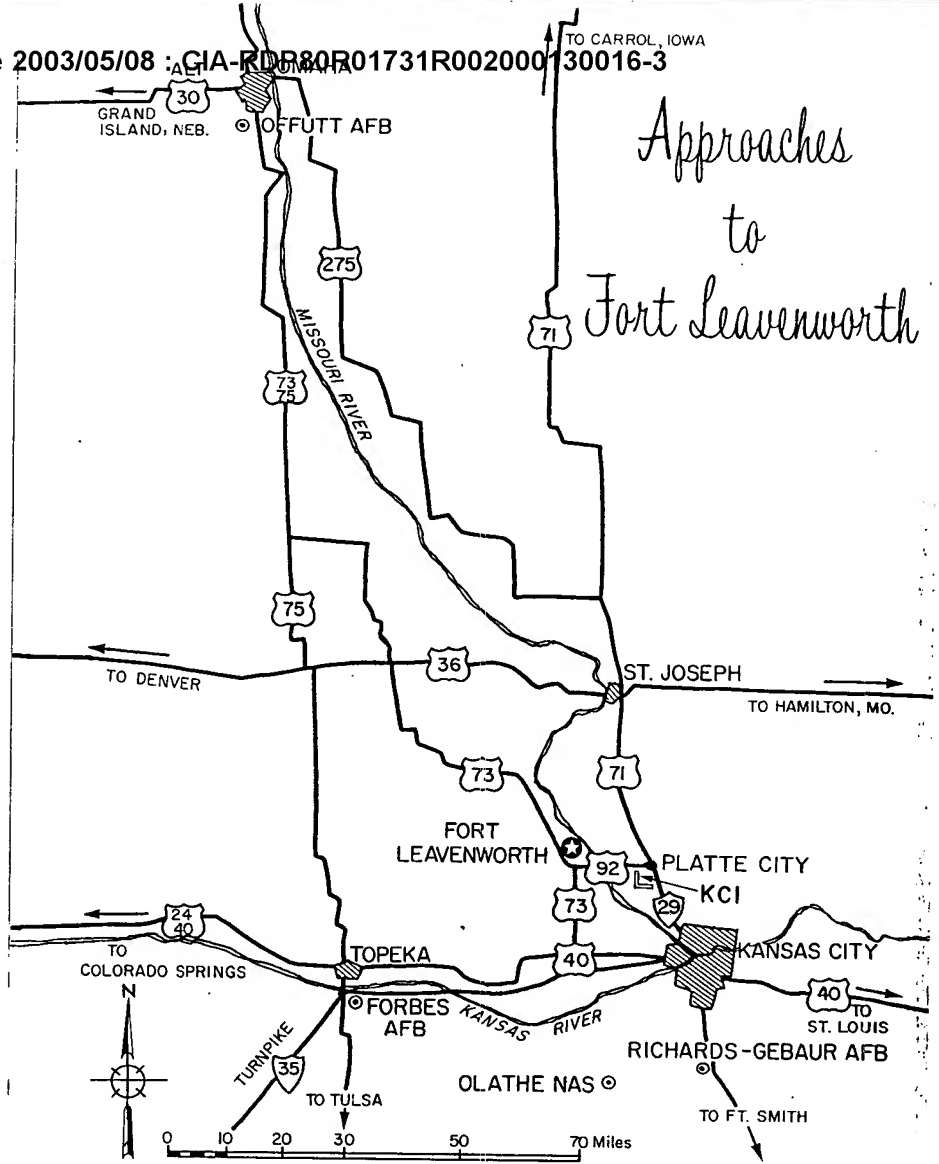 e 2003/05/08 : CIA-RDP80R01731R002000130016-3
TO CARROL, IOWA
ALT
30
OMAHA
GRAND
ISLAND, NEB.
OFFUTT AFB
Approaches
to
Fort Leavenworth
275
71
MISSOURI RIVER
73
75
75
36
TO DENVER
ST. JOSEPH
TO HAMILTON, MO.
73
71
FORT
LEAVENWORTH
92
PLATTE CITY
KCI
73
29
24
40
TO
COLORADO SPRINGS
TOPEKA
40
KANSAS CITY
40
TO
ST. LOUIS
FORBES
AFB
KANSAS RIVER
N
TURNPIKE
35
RICHARDS-GEBAUR AFB
OLATHE NAS
TO TULSA
TO FT. SMITH
0 10 20 30 50 70 Miles